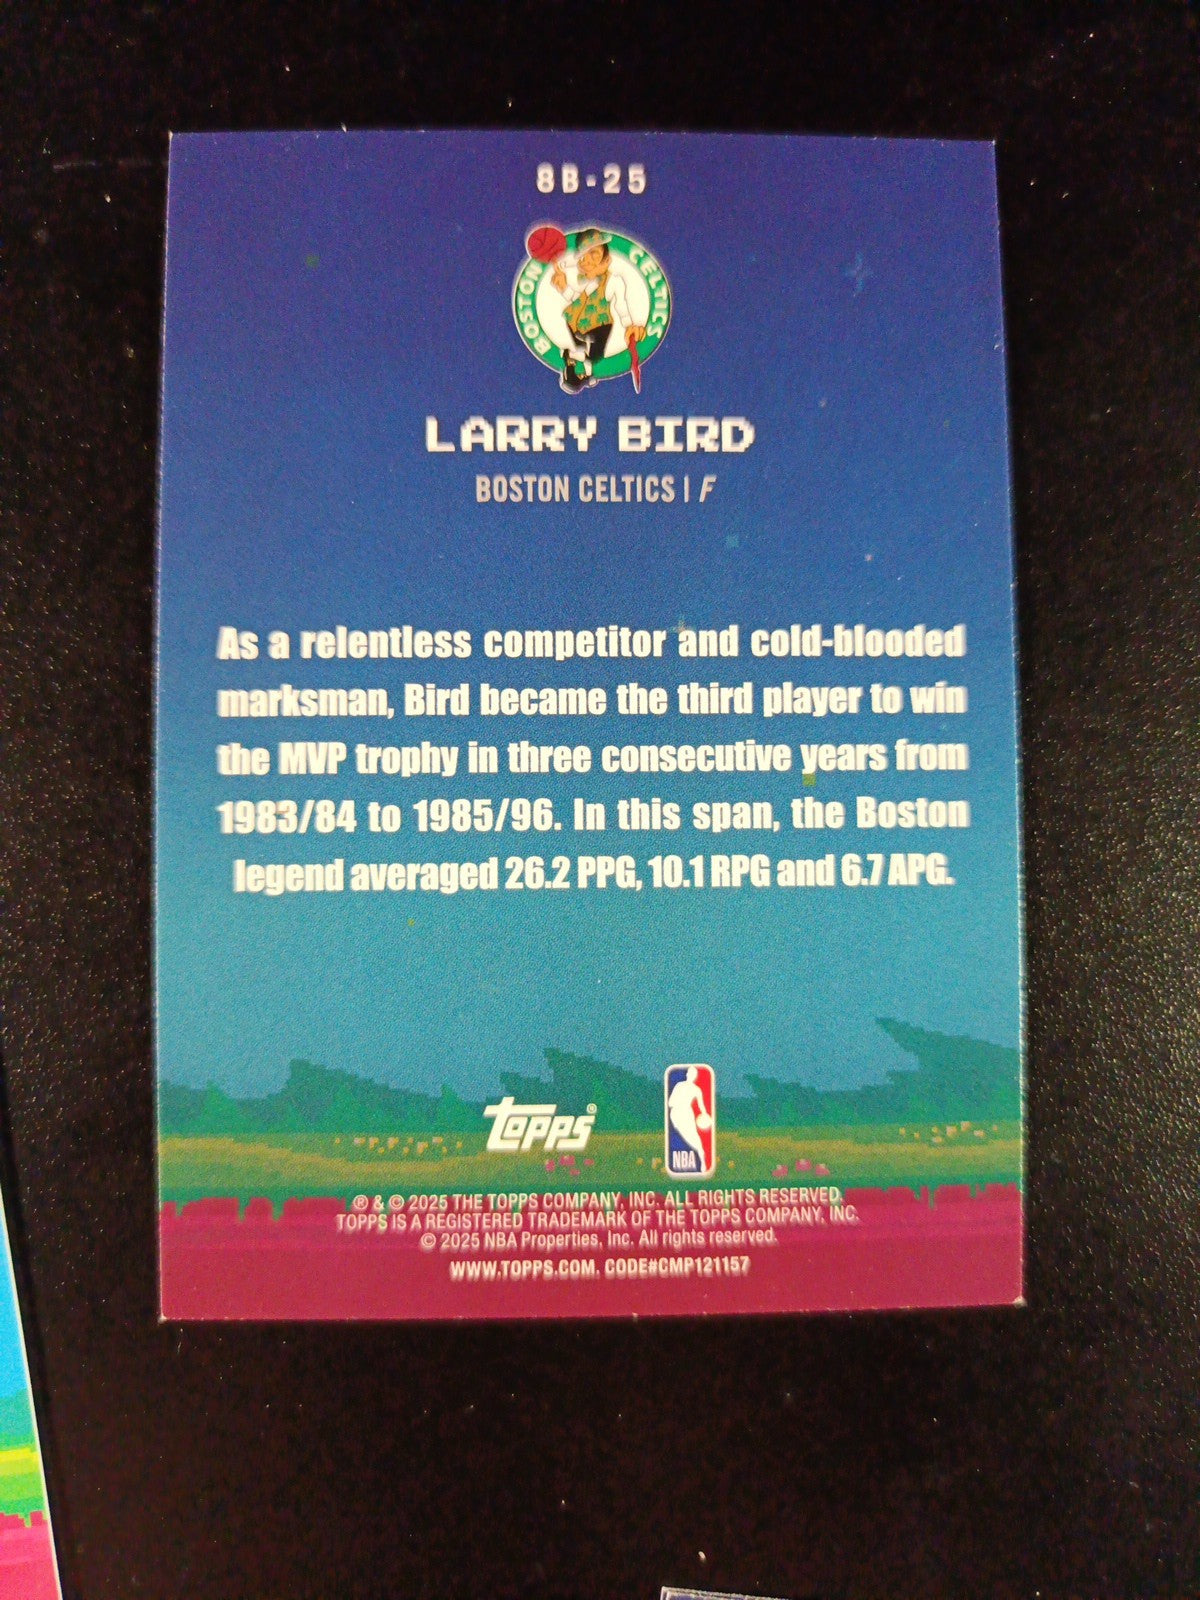 8B-25
BOSTON CELTICS
LARRY BIRD
BOSTON CELTICS | F
As a relentless competitor and cold-blooded
marksman, Bird became the third player to win
the MVP trophy in three consecutive years from
1983/84 to 1985/96. In this span, the Boston
legend averaged 26.2 PPG, 10.1 RPG and 6.7 APG.
Topps®
NBA
® & © 2025 THE TOPPS COMPANY, INC. ALL RIGHTS RESERVED.
TOPPS IS A REGISTERED TRADEMARK OF THE TOPPS COMPANY, INC.
© 2025 NBA Properties, Inc. All rights reserved.
WWW.TOPPS.COM. CODE#CMP121157